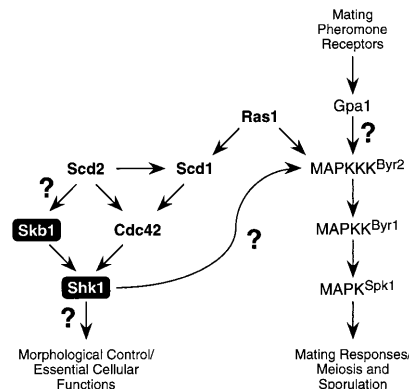 Mating
Pheromone
Receptors
Gpa1
?
Ras1
Scd2
Scd1
MAPKKK Byr2
?
Skb1
Cdc42
?
MAPKK Byr1
Shk1
MAPK Spk1
?
Morphological Control/
Essential Cellular
Functions
Mating Responses/
Meiosis and
Sporulation